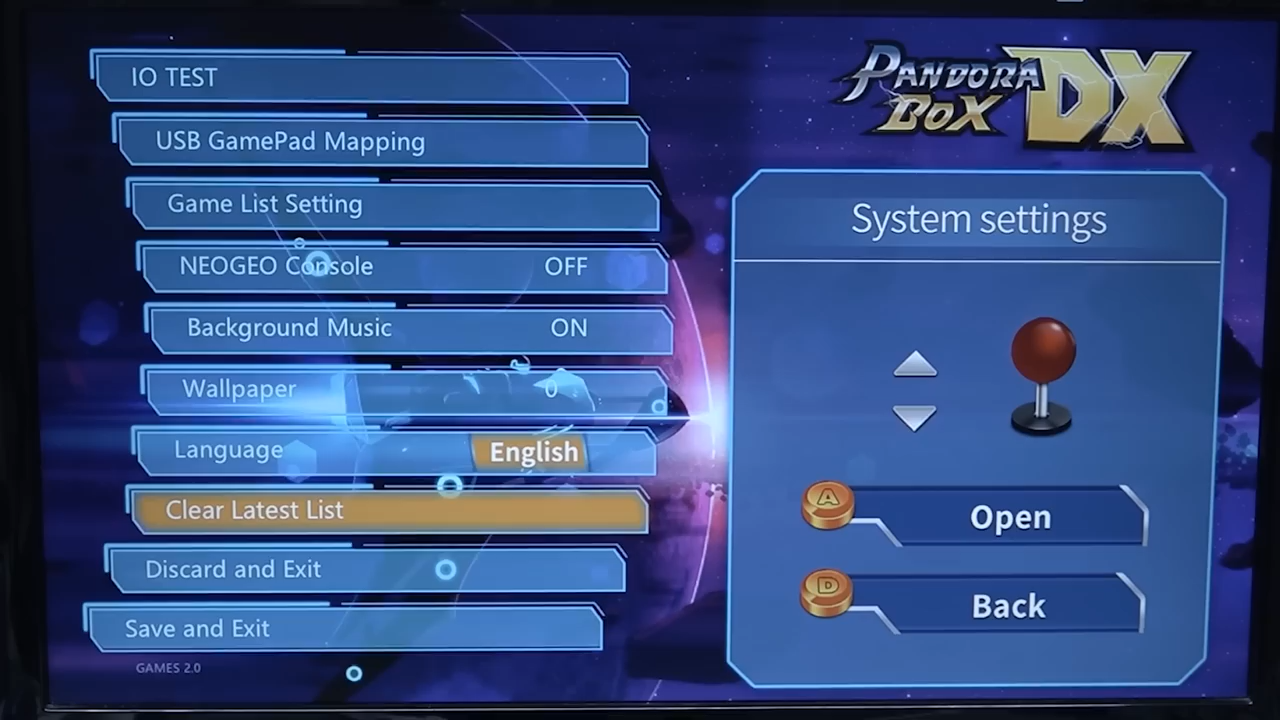 IO TEST
USB GamePad Mapping
Game List Setting
NEOGEO Console OFF
Background Music ON
Wallpaper 0
Language English
Clear Latest List
Discard and Exit
Save and Exit
GAMES 2.0
PANDORA
BOX
DX
System settings
A Open
D Back